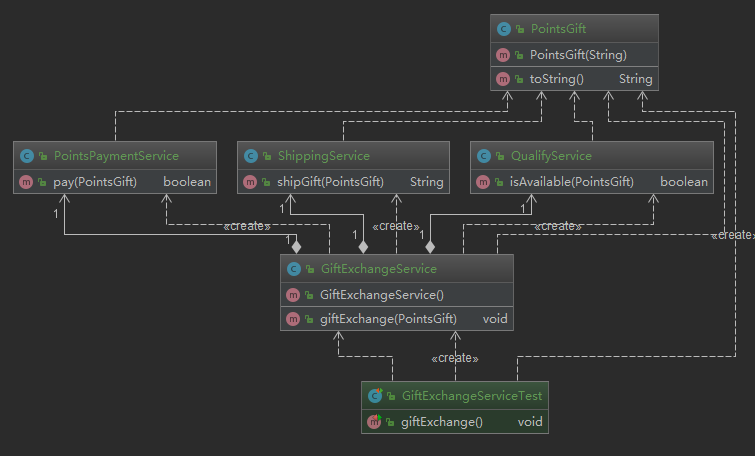 PointsGift
PointsGift(String)
toString() String
PointsPaymentService
pay(PointsGift) boolean
ShippingService
shipGift(PointsGift) String
QualifyService
isAvailable(PointsGift) boolean
1
1
1
«create»
«create»
«create»
«create»
1
1
1
GiftExchangeService
GiftExchangeService()
giftExchange(PointsGift) void
«create»
GiftExchangeServiceTest
giftExchange() void